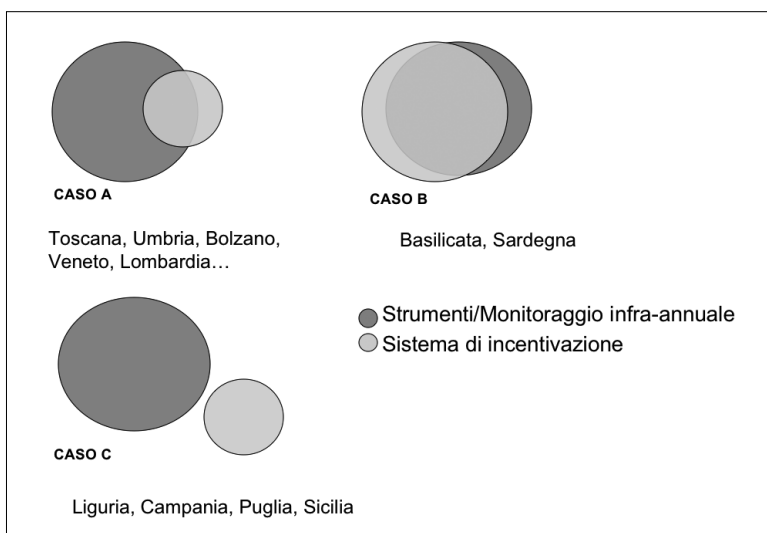 CASO A
CASO B
Toscana, Umbria, Bolzano,
Veneto, Lombardia…
Basilicata, Sardegna
Strumenti/Monitoraggio infra-annuale
Sistema di incentivazione
CASO C
Liguria, Campania, Puglia, Sicilia